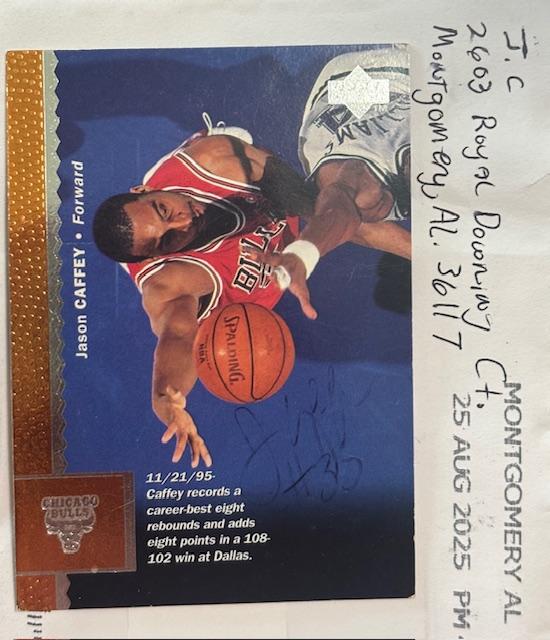 J.C
2603 Royal Downing Ct.
Montgomery, AL. 36117
MONTGOMERY AL
25 AUG 2025 PM
Jason CAFFEY • Forward
BULL
SPALDING
NBA
#35
11/21/95-
Caffey records a
career-best eight
rebounds and adds
eight points in a 108-
102 win at Dallas.
CHICAGO
BULLS